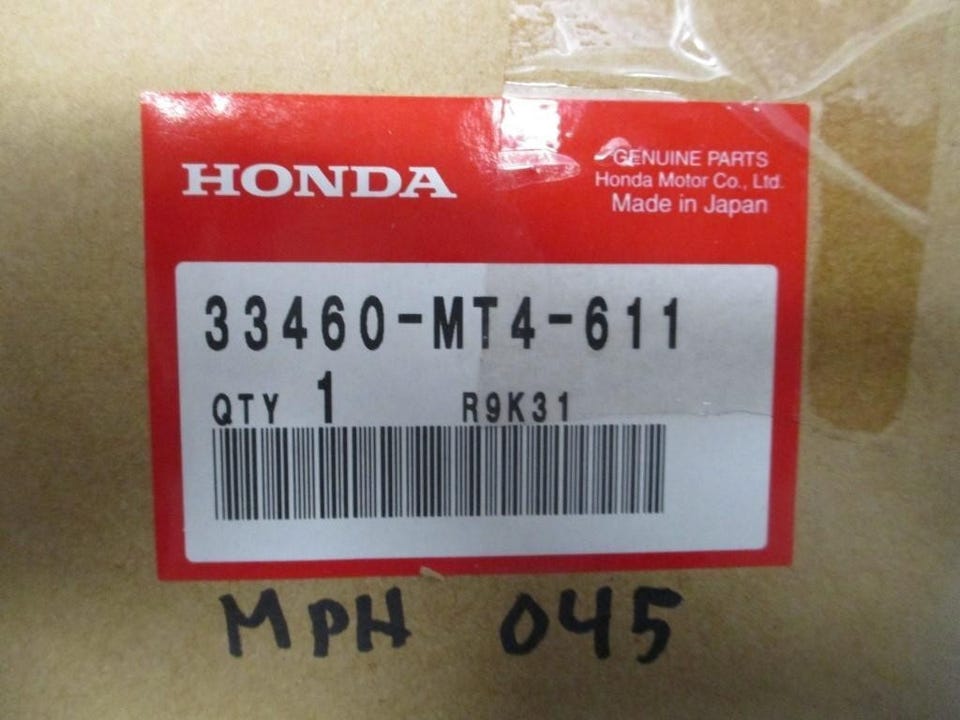 HONDA
GENUINE PARTS
Honda Motor Co., Ltd.
Made in Japan
33460-MT4-611
QTY 1 R9K31
MPH 045